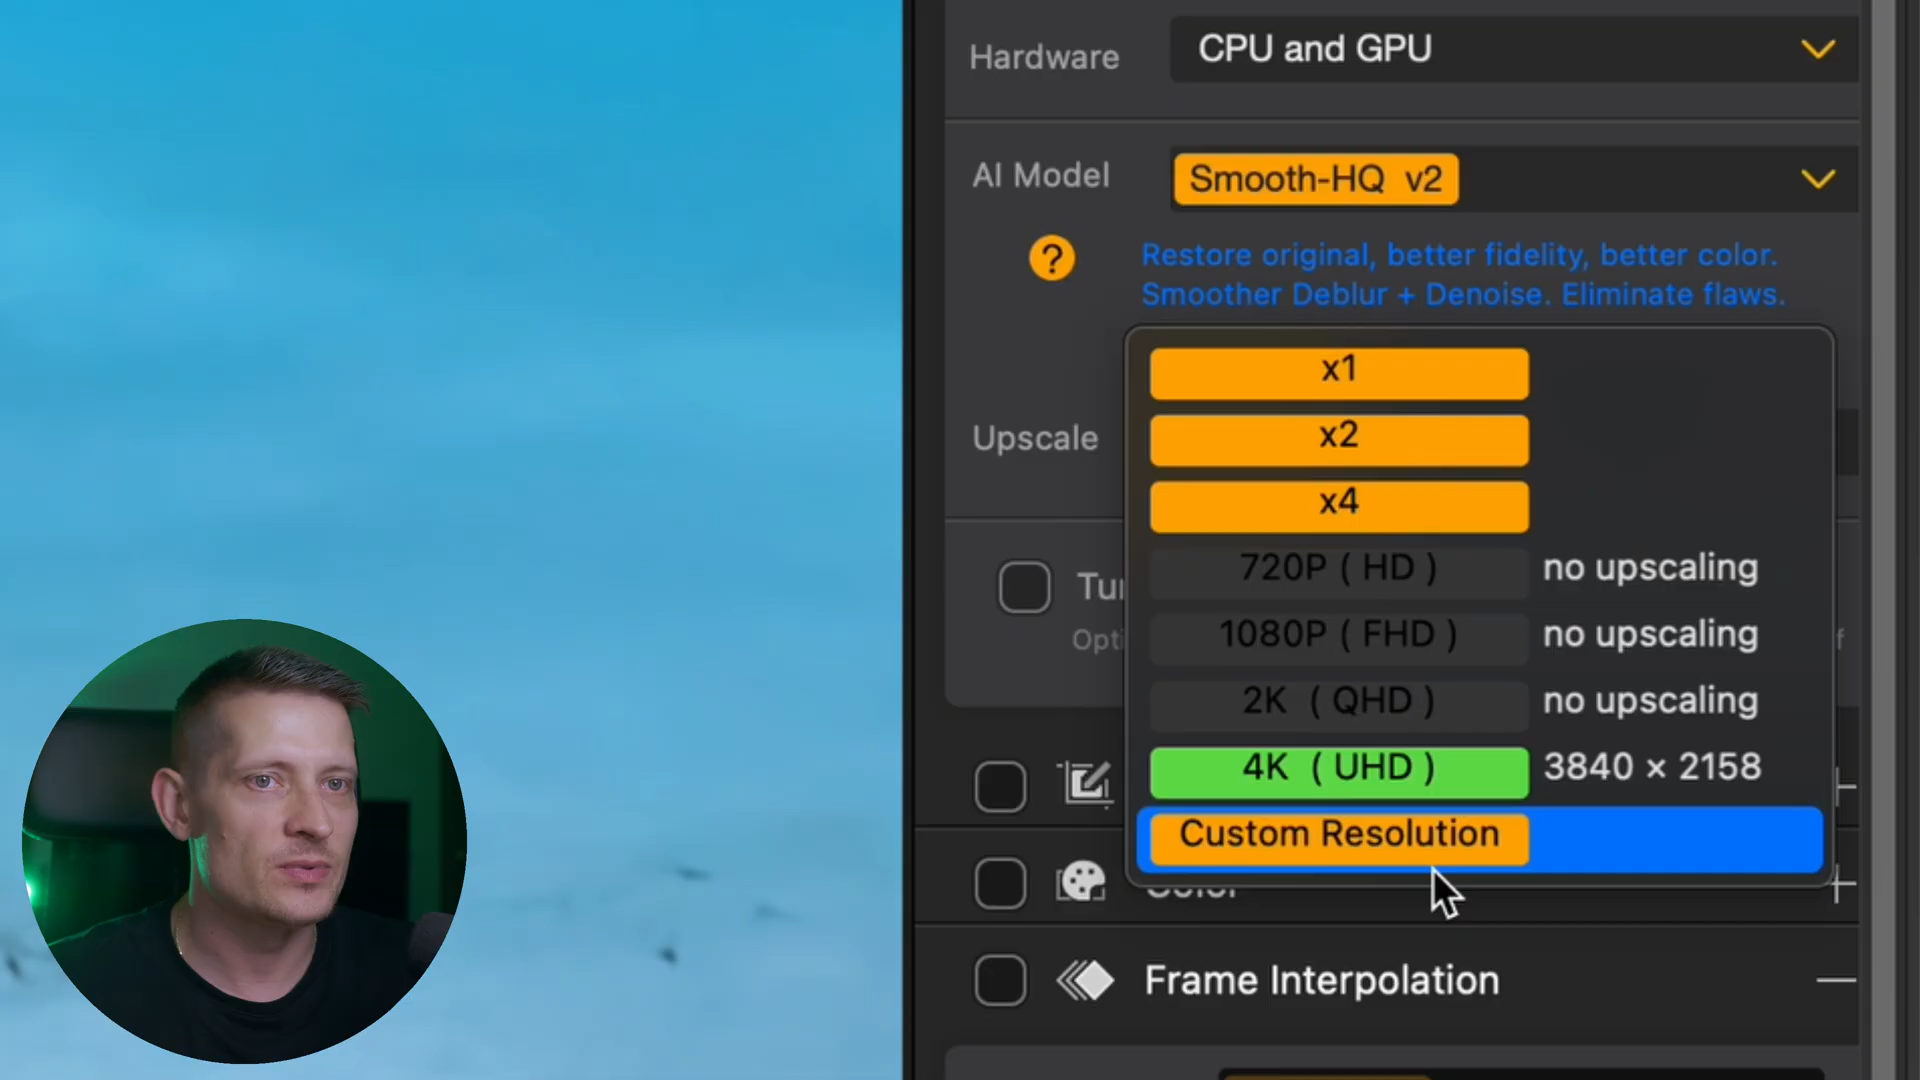 Hardware
CPU and GPU
AI Model
Smooth-HQ v2
?
Restore original, better fidelity, better color.
Smoother Deblur + Denoise. Eliminate flaws.
Upscale
x1
x2
x4
720P ( HD ) no upscaling
1080P ( FHD ) no upscaling
2K ( QHD ) no upscaling
4K ( UHD ) 3840 × 2158
Custom Resolution
Tu
Opti
Color
Frame Interpolation